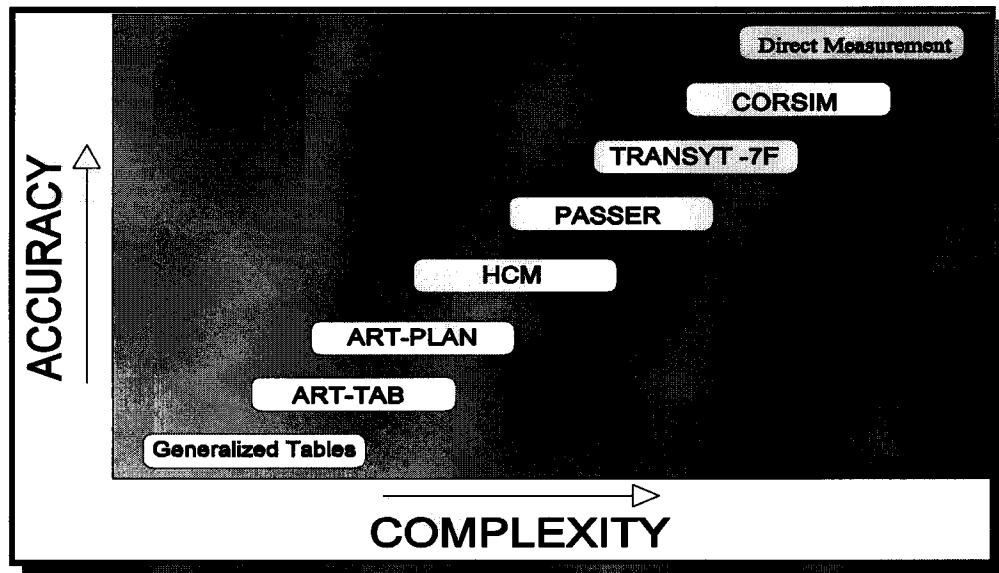 Direct Measurement
CORSIM
TRANSYT -7F
PASSER
HCM
ART-PLAN
ART-TAB
Generalized Tables
ACCURACY
COMPLEXITY